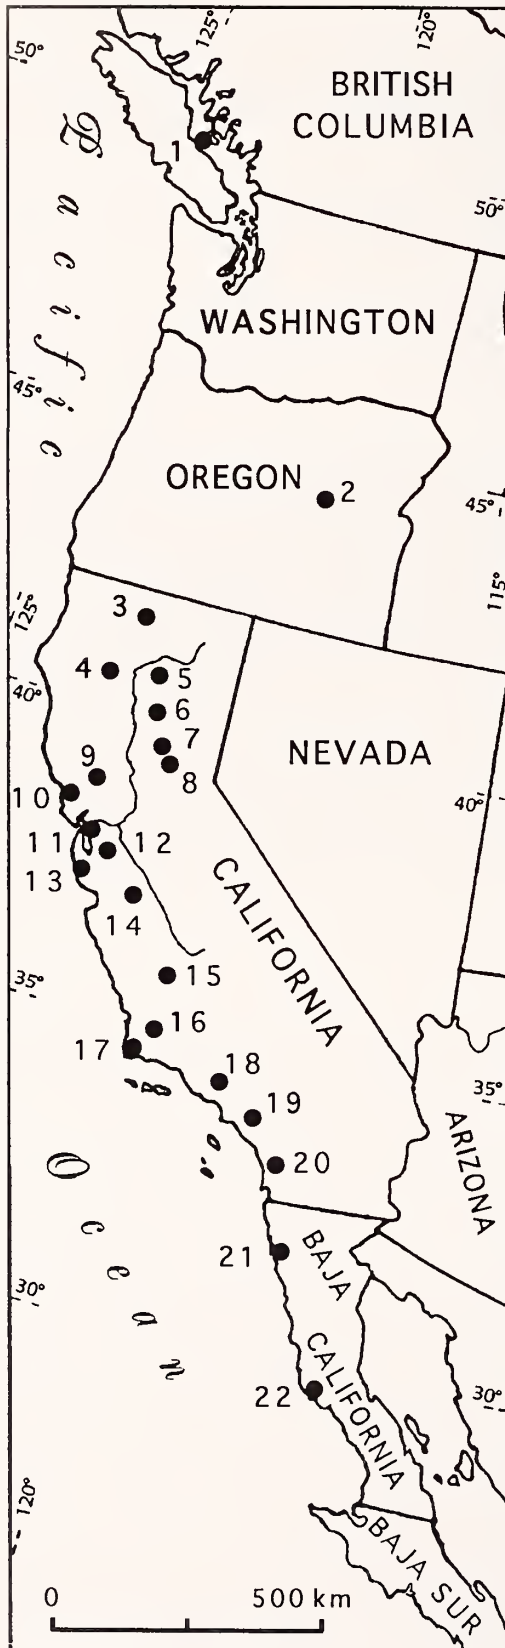 125°
120°
50°
BRITISH
COLUMBIA
1
Pacific
50°
WASHINGTON
45°
OREGON
2
45°
115°
125°
3
4
5
40°
6
7
8
NEVADA
9
10
40°
11
12
13
CALIFORNIA
14
15
35°
16
17
18
19
35°
ARIZONA
20
Ocean
21
BAJA
CALIFORNIA
30°
22
30°
120°
BAJA SUR
0
500 km